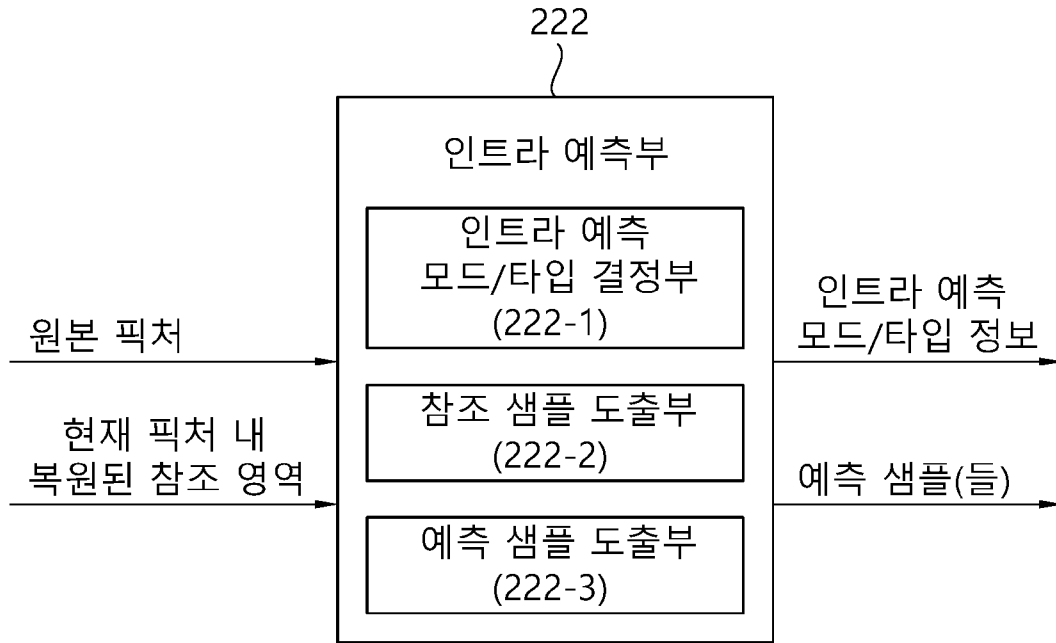 222
인트라 예측부
인트라 예측
모드/타입 결정부
(222-1)
원본 픽처
인트라 예측
모드/타입 정보
참조 샘플 도출부
(222-2)
현재 픽처 내
복원된 참조 영역
예측 샘플(들)
예측 샘플 도출부
(222-3)